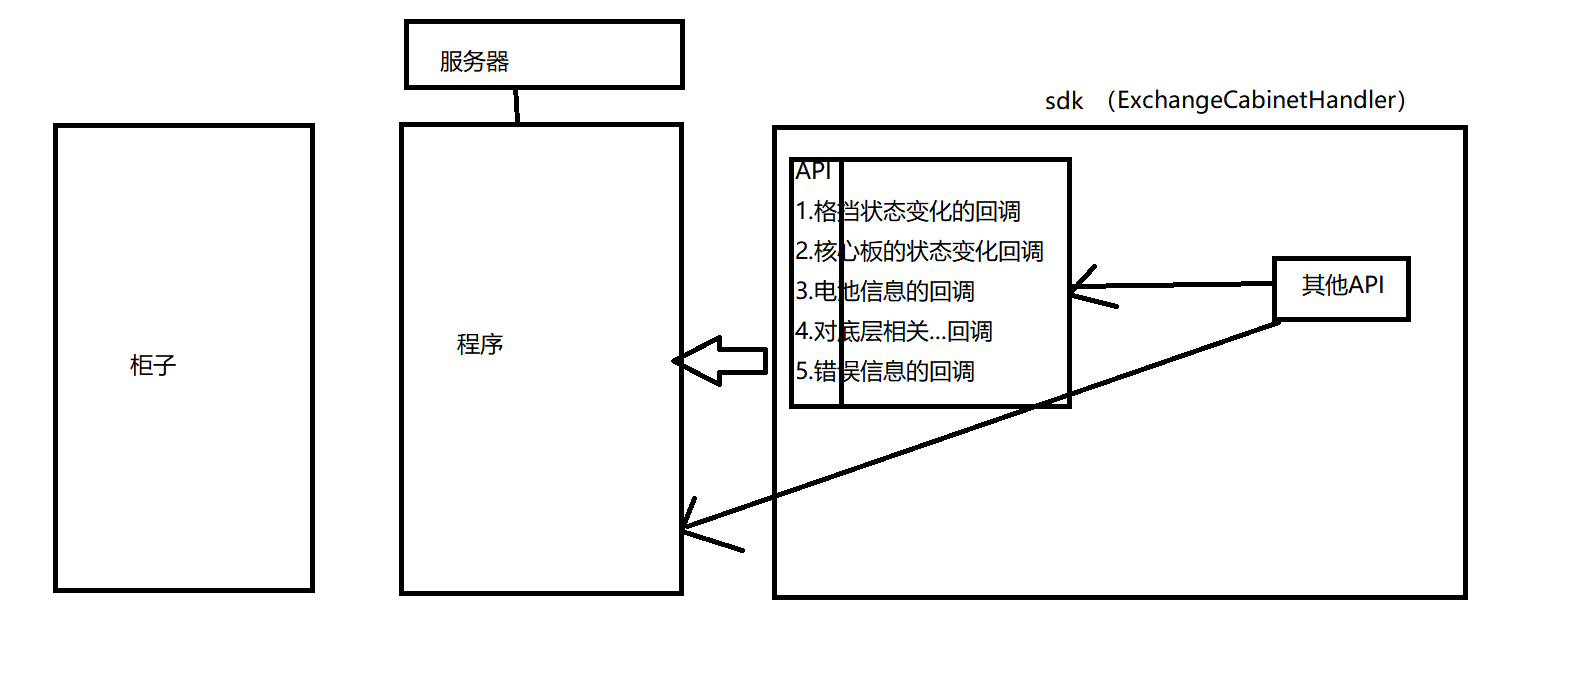 服务器
sdk （ExchangeCabinetHandler）
API
1.格挡状态变化的回调
2.核心板的状态变化回调
3.电池信息的回调
4.对底层相关...回调
5.错误信息的回调
其他API
程序
柜子